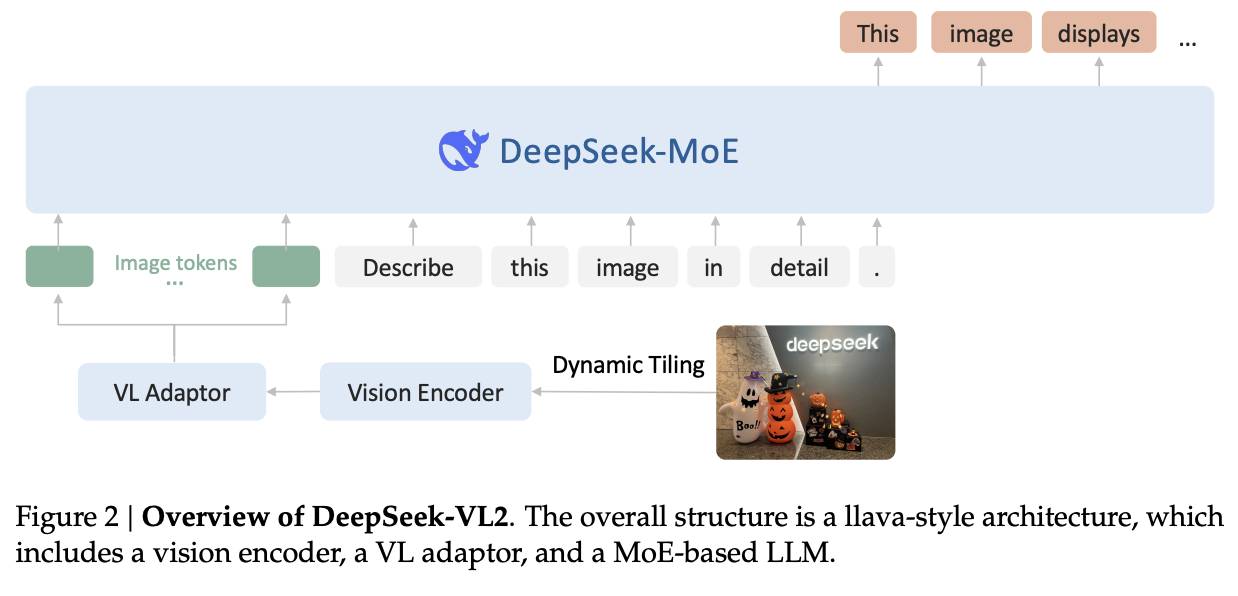 This image displays ...
DeepSeek-MoE
Image tokens
...
Describe this image in detail .
deepseek
Boo!!
Dynamic Tiling
VL Adaptor
Vision Encoder
Figure 2 | Overview of DeepSeek-VL2. The overall structure is a llava-style architecture, which
includes a vision encoder, a VL adaptor, and a MoE-based LLM.